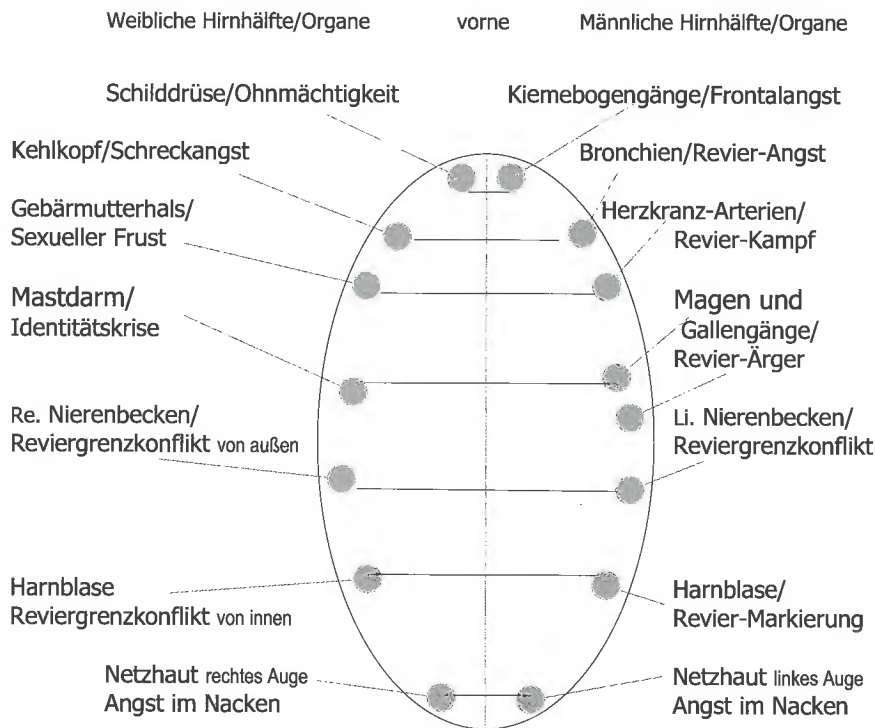 Weibliche Hirnhälfte/Organe
vorne
Männliche Hirnhälfte/Organe
Schilddrüse/Ohnmächtigkeit
Kiemebogengänge/Frontalangst
Kehlkopf/Schreckangst
Bronchien/Revier-Angst
Gebärmutterhals/
Sexueller Frust
Herzkranz-Arterien/
Revier-Kampf
Mastdarm/
Identitätskrise
Magen und
Gallengänge/
Revier-Ärger
Re. Nierenbecken/
Reviergrenzkonflikt von außen
Li. Nierenbecken/
Reviergrenzkonflikt
Harnblase
Reviergrenzkonflikt von innen
Harnblase/
Revier-Markierung
Netzhaut rechtes Auge
Angst im Nacken
Netzhaut linkes Auge
Angst im Nacken